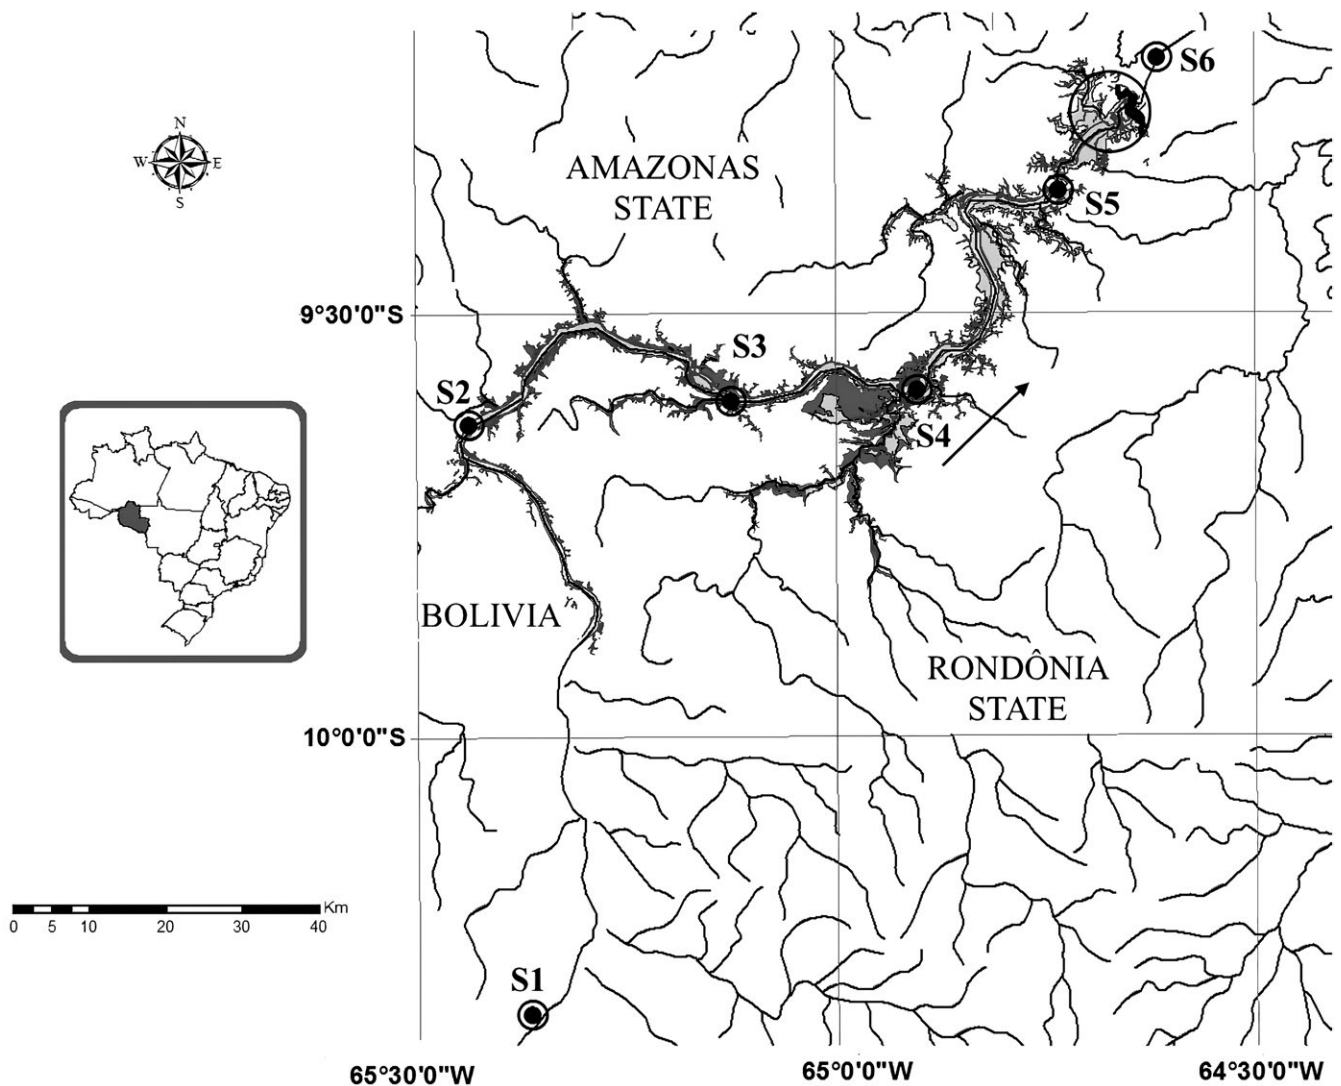 N
W E
S
AMAZONAS
STATE
S6
S5
9°30'0"S
S3
S2
S4
BOLIVIA
RONDÔNIA
STATE
10°0'0"S
Km
0 5 10 20 30 40
S1
65°30'0"W
65°0'0"W
64°30'0"W